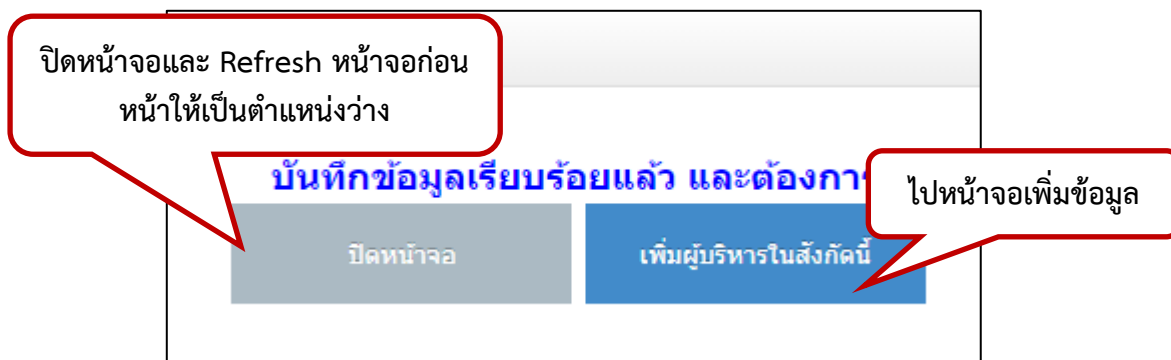 ปิดหน้าจอและ Refresh หน้าจอก่อน
หน้าให้เป็นตำแหน่งว่าง
บันทึกข้อมูลเรียบร้อยแล้ว และต้องการ
ไปหน้าจอเพิ่มข้อมูล
ปิดหน้าจอ
เพิ่มผู้บริหารในสังกัดนี้